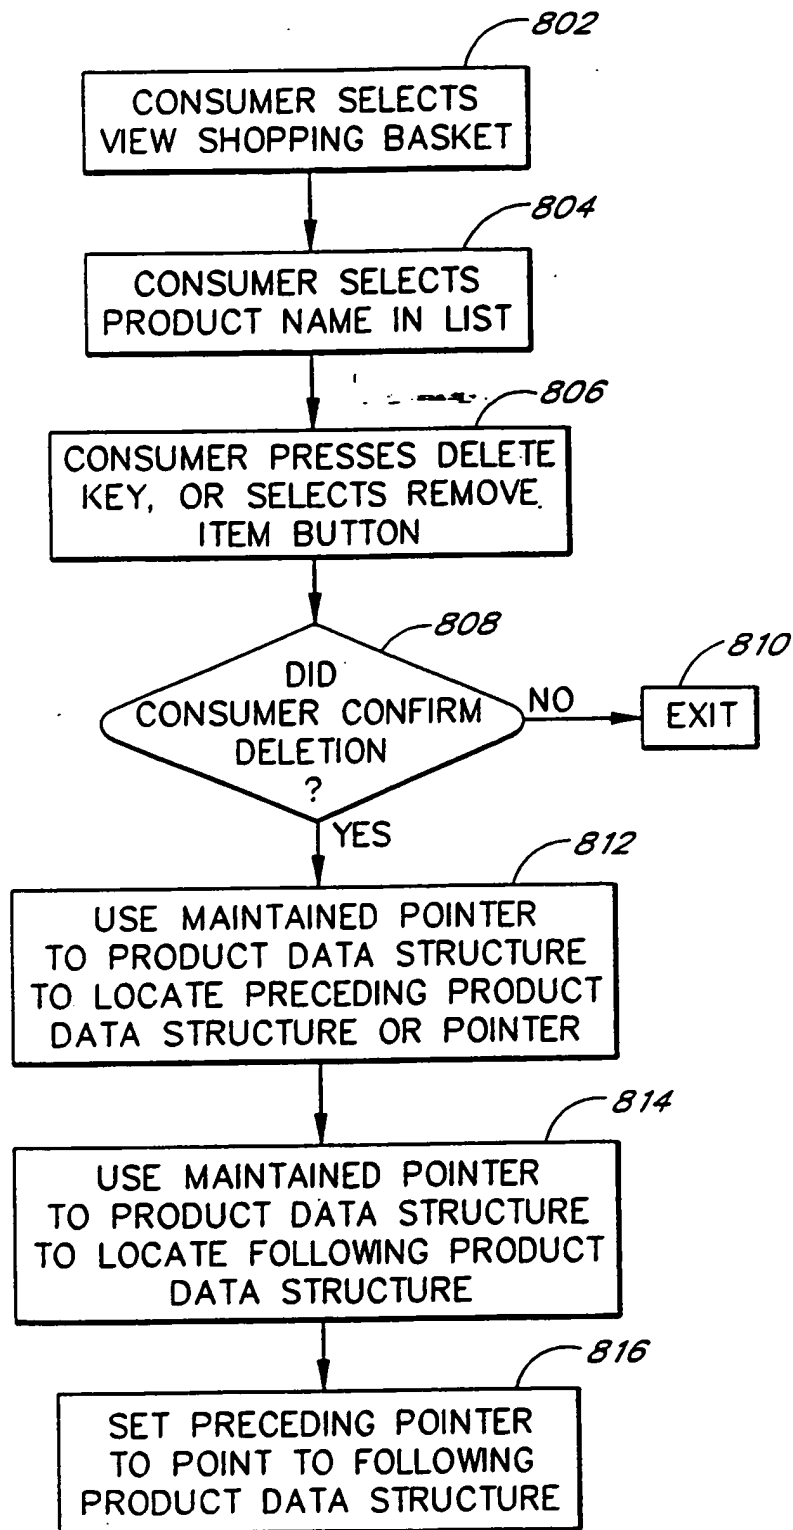 802
CONSUMER SELECTS
VIEW SHOPPING BASKET
804
CONSUMER SELECTS
PRODUCT NAME IN LIST
806
CONSUMER PRESSES DELETE
KEY, OR SELECTS REMOVE
ITEM BUTTON
808
DID
CONSUMER CONFIRM
DELETION
?
NO
810
EXIT
YES
812
USE MAINTAINED POINTER
TO PRODUCT DATA STRUCTURE
TO LOCATE PRECEDING PRODUCT
DATA STRUCTURE OR POINTER
814
USE MAINTAINED POINTER
TO PRODUCT DATA STRUCTURE
TO LOCATE FOLLOWING PRODUCT
DATA STRUCTURE
816
SET PRECEDING POINTER
TO POINT TO FOLLOWING
PRODUCT DATA STRUCTURE